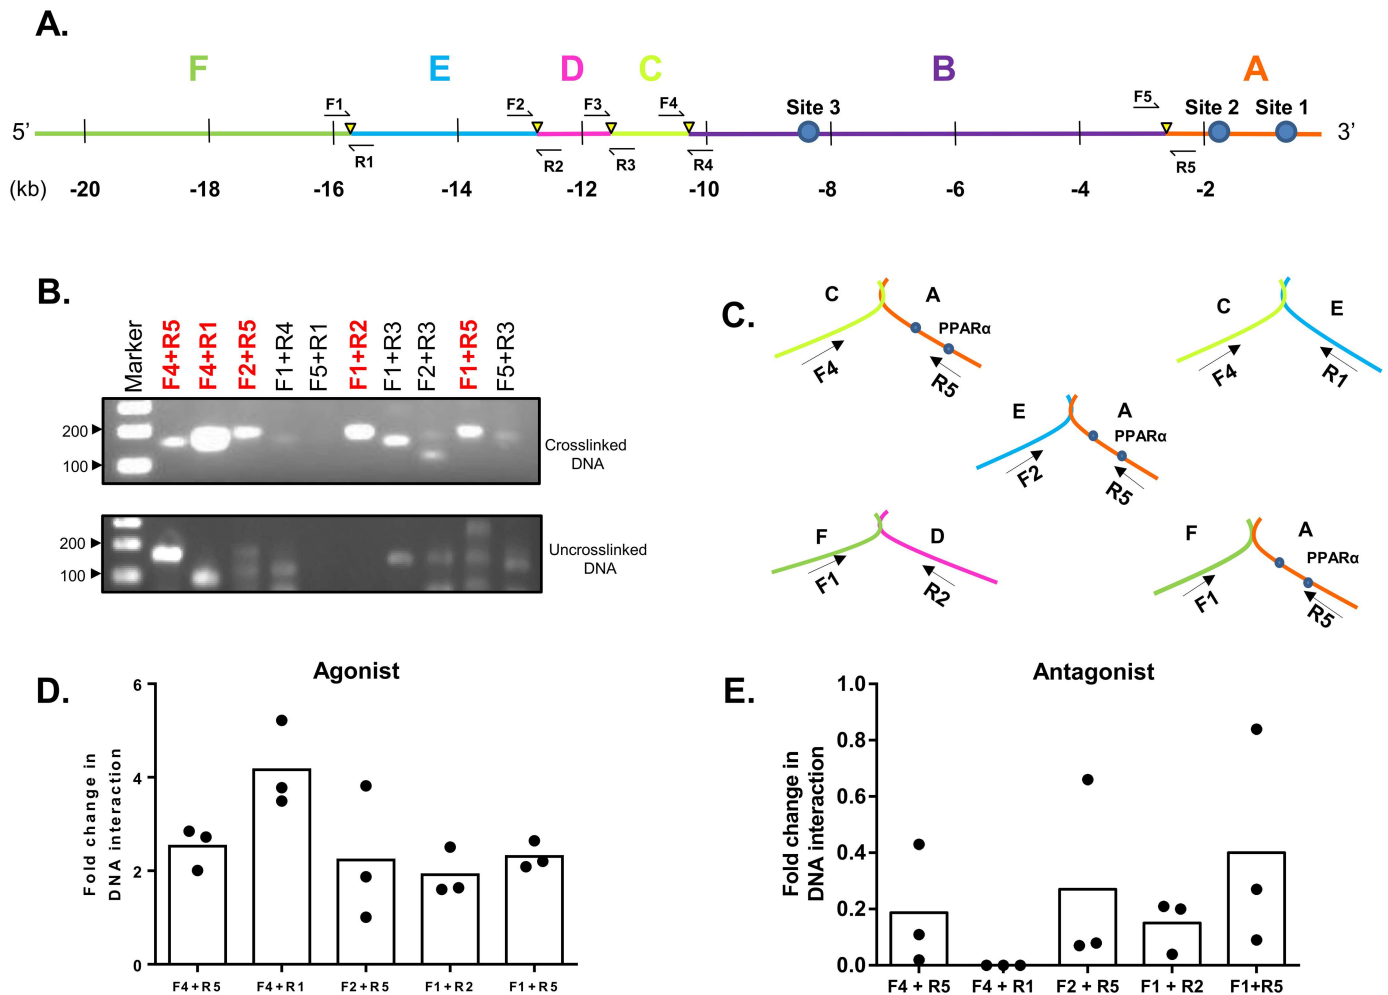 A.
F E D C B A
F1 F2 F3 F4 Site 3 F5 Site 2 Site 1
5’ 3’
R1 R2 R3 R4 R5
(kb) -20 -18 -16 -14 -12 -10 -8 -6 -4 -2
B.
Marker F4+R5 F4+R1 F2+R5 F1+R4 F5+R1 F1+R2 F1+R3 F2+R3 F1+R5 F5+R3
200
100
Crosslinked
DNA
200
100
Uncrosslinked
DNA
C.
C A
PPARα
F4 R5
C E
F4 R1
E A
PPARα
F2 R5
F D
F1 R2
F A
PPARα
F1 R5
D.
Agonist
Fold change in
DNA interaction
6
4
2
0
F4+R5 F4+R1 F2+R5 F1+R2 F1+R5
E.
Antagonist
Fold change in
DNA interaction
1.0
0.8
0.6
0.4
0.2
0.0
F4 + R5 F4 + R1 F2 + R5 F1 + R2 F1+R5